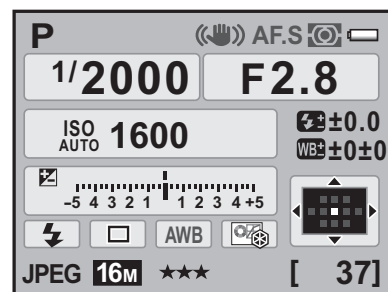 P AF.S
1/2000 F2.8
ISO AUTO 1600 ±0.0
WB± ±0±0
-5 4 3 2 1 1 2 3 4 +5
AWB
JPEG 16M ★★★ [ 37]